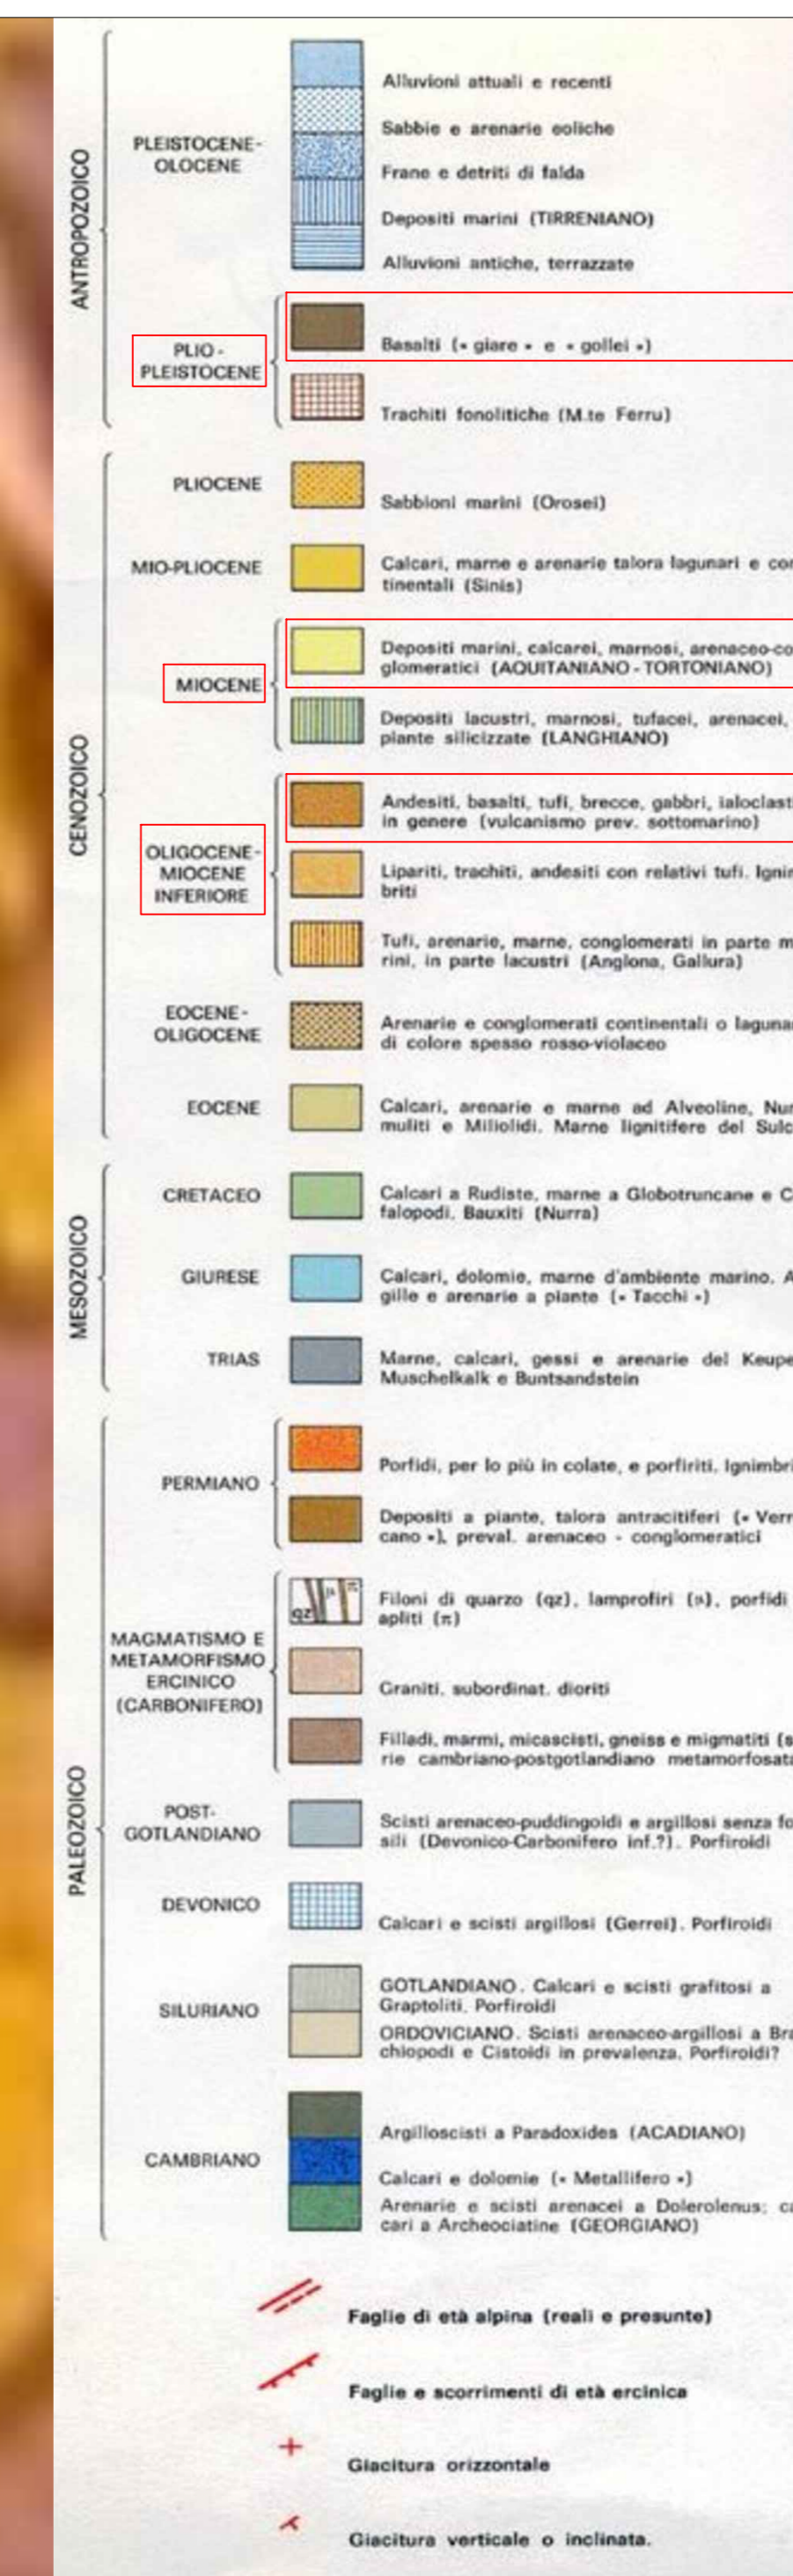 ANTROPOZOICO
PLEISTOCENE-
OLOCENE
Alluvioni attuali e recenti
Sabbie e arenarie eoliche
Frane e detriti di falda
Depositi marini (TIRRENIANO)
Alluvioni antiche, terrazzate
PLIO-
PLEISTOCENE
Basalti (« giare » e « gollei »)
Trachiti fonolitiche (M.te Ferru)
CENOZOICO
PLIOCENE
Sabbioni marini (Orosei)
MIO-PLIOCENE
Calcari, marne e arenarie talora lagunari e con
tinentali (Sinis)
MIOCENE
Depositi marini, calcarei, marnosi, arenaceo-co
glomeratici (AQUITANIANO-TORTONIANO)
Depositi lacustri, marnosi, tufacei, arenacei,
piante silicizzate (LANGHIANO)
OLIGOCENE-
MIOCENE
INFERIORE
Andesiti, basalti, tufi, brecce, gabbri, ialoclasti
in genere (vulcanismo prev. sottomarino)
Lipariti, trachiti, andesiti con relativi tufi. Ignim
briti
Tufi, arenarie, marne, conglomerati in parte m
rini, in parte lacustri (Anglona, Gallura)
EOCENE-
OLIGOCENE
Arenarie e conglomerati continentali o lagunar
di colore spesso rosso-violaceo
EOCENE
Calcari, arenarie e marne ad Alveoline, Num
muliti e Miliolidi. Marne lignitifere del Sulc
MESOZOICO
CRETACEO
Calcari a Rudiste, marne a Globotruncane e C
falopodi. Bauxiti (Nurra)
GIURESE
Calcari, dolomie, marne d'ambiente marino. A
gille e arenarie a piante (« Tacchi »)
TRIAS
Marne, calcari, gessi e arenarie del Keupe
Muschelkalk e Buntsandstein
PALEOZOICO
PERMIANO
Porfidi, per lo più in colate, e porfiriti. Ignimbri
Depositi a piante, talora antracitiferi (« Verr
cano »), preval. arenaceo - conglomeratici
MAGMATISMO E
METAMORFISMO
ERCINICO
(CARBONIFERO)
qz μ π
Filoni di quarzo (qz), lamprofiri (μ), porfidi
apliti (π)
Graniti, subordinat. dioriti
Filladi, marmi, micascisti, gneiss e migmatiti (s
rie cambriano-postgotlandiano metamorfosata
POST-
GOTLANDIANO
Scisti arenaceo-puddingoidi e argillosi senza fo
sili (Devonico-Carbonifero inf.?). Porfiroidi
DEVONICO
Calcari e scisti argillosi (Gerrei). Porfiroidi
SILURIANO
GOTLANDIANO. Calcari e scisti grafitosi a
Graptoliti. Porfiroidi
ORDOVICIANO. Scisti arenaceo-argillosi a Bra
chiopodi e Cistoidi in prevalenza. Porfiroidi?
CAMBRIANO
Argilloscisti a Paradoxides (ACADIANO)
Calcari e dolomie (« Metallifero »)
Arenarie e scisti arenacei a Dolerolenus; ca
cari a Archeociatine (GEORGIANO)
Faglie di età alpina (reali e presunte)
Faglie e scorrimenti di età ercinica
Giacitura orizzontale
Giacitura verticale o inclinata.